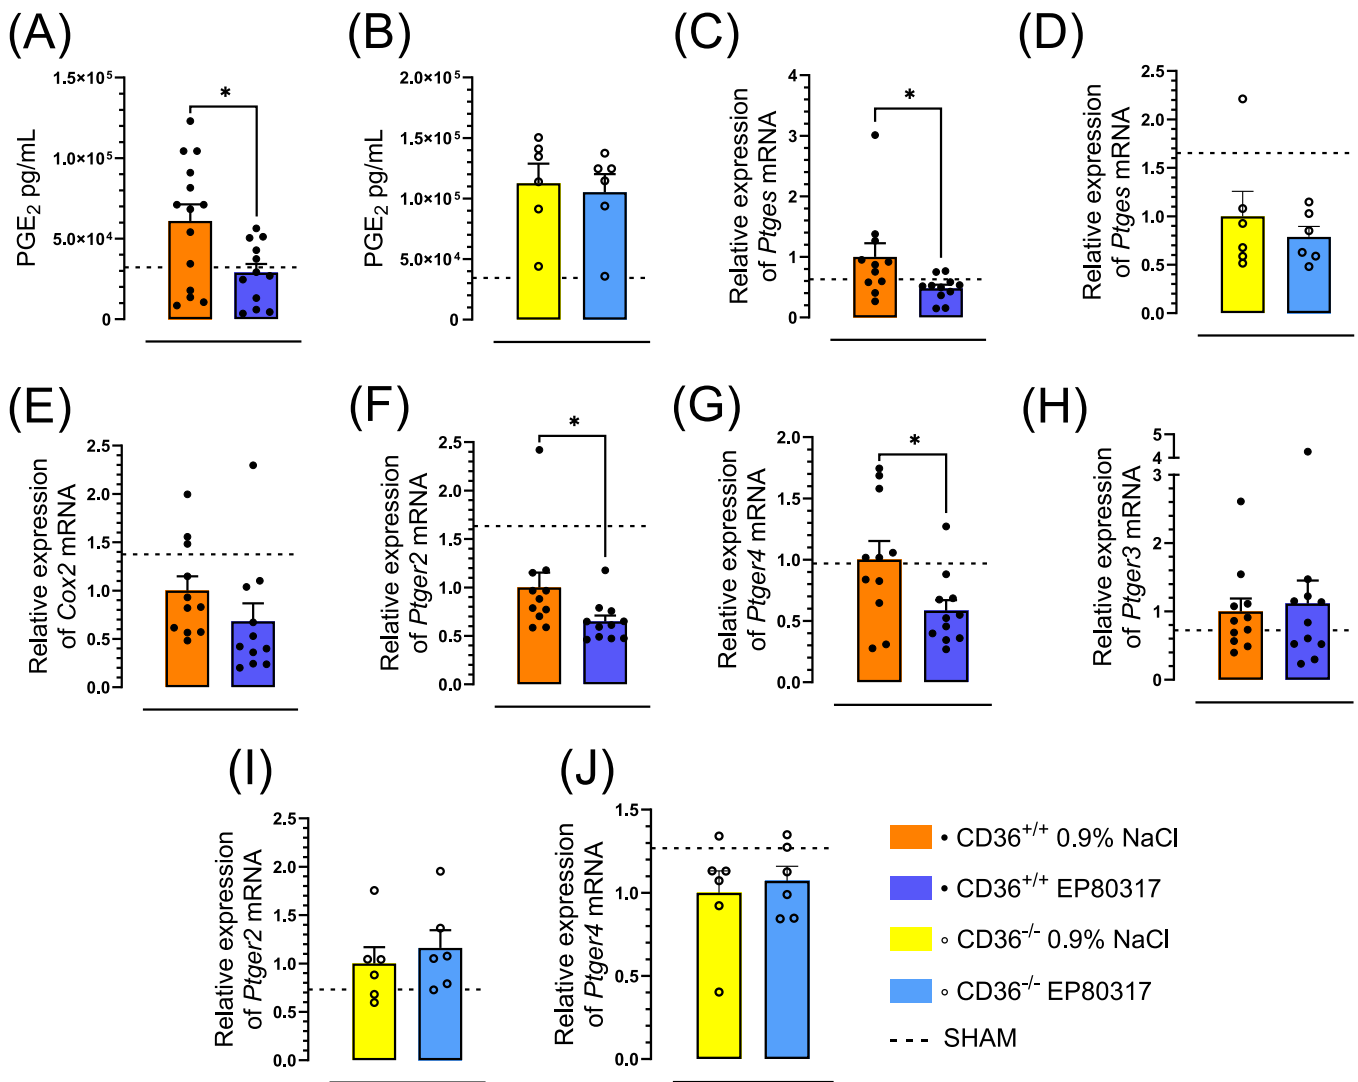 (A)
PGE2 pg/mL
1.5×10⁵
1.0×10⁵
5.0×10⁴
0
*
(B)
PGE2 pg/mL
2.0×10⁵
1.5×10⁵
1.0×10⁵
5.0×10⁴
0
(C)
Relative expression
of Ptges mRNA
4
3
2
1
0
*
(D)
Relative expression
of Ptges mRNA
2.5
2.0
1.5
1.0
0.5
0.0
(E)
Relative expression
of Cox2 mRNA
2.5
2.0
1.5
1.0
0.5
0.0
(F)
Relative expression
of Ptger2 mRNA
2.5
2.0
1.5
1.0
0.5
0.0
*
(G)
Relative expression
of Ptger4 mRNA
2.0
1.5
1.0
0.5
0.0
*
(H)
Relative expression
of Ptger3 mRNA
5
4
3
2
1
0
(I)
Relative expression
of Ptger2 mRNA
2.5
2.0
1.5
1.0
0.5
0.0
(J)
Relative expression
of Ptger4 mRNA
1.5
1.0
0.5
0.0
CD36+/+ 0.9% NaCl
CD36+/+ EP80317
CD36-/- 0.9% NaCl
CD36-/- EP80317
SHAM